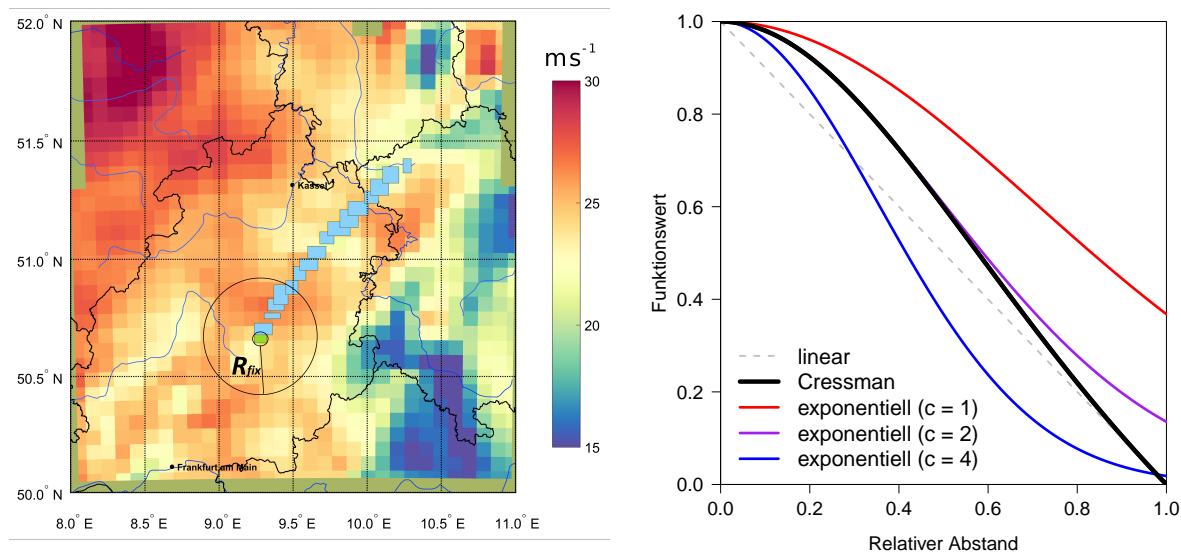 52.0° N
51.5° N
51.0° N
50.5° N
50.0° N
8.0° E 8.5° E 9.0° E 9.5° E 10.0° E 10.5° E 11.0° E
Kassel
Rfix
Frankfurt am Main
ms-1
30
25
20
15
Funktionswert
1.0
0.8
0.6
0.4
0.2
0.0
linear
Cressman
exponentiell (c = 1)
exponentiell (c = 2)
exponentiell (c = 4)
0.0 0.2 0.4 0.6 0.8 1.0
Relativer Abstand